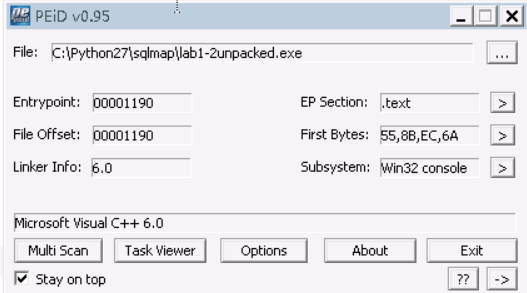 PEiD v0.95
File: C:\Python27\sqlmap\lab1-2unpacked.exe ...
Entrypoint: 00001190 EP Section: .text >
File Offset: 00001190 First Bytes: 55,8B,EC,6A >
Linker Info: 6.0 Subsystem: Win32 console >
Microsoft Visual C++ 6.0
Multi Scan Task Viewer Options About Exit
Stay on top ?? ->